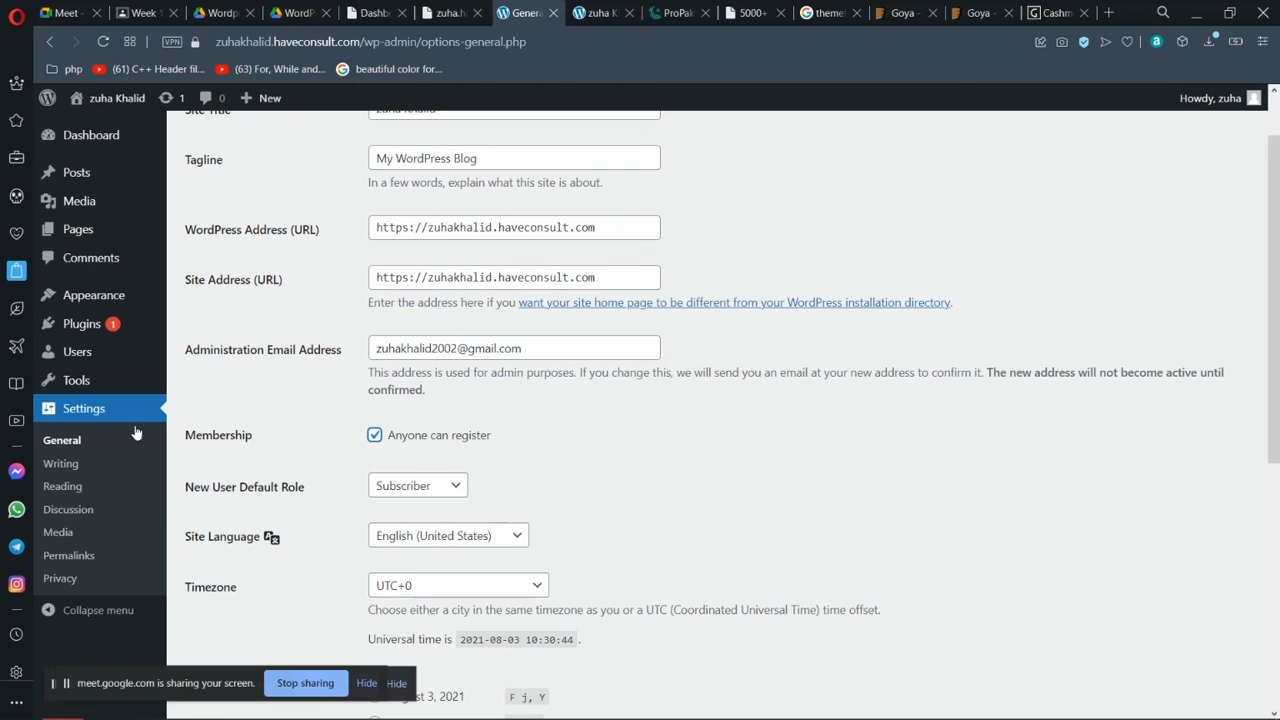 Meet -
Week 1
Wordp
WordP
Dashb
zuha.h
Genera
zuha K
ProPak
5000+
themef
Goya -
Goya -
Cashm
VPN
zuhakhalid.haveconsult.com/wp-admin/options-general.php
php
(61) C++ Header fil...
(63) For, While and...
beautiful color for...
zuha Khalid
1
0
New
Howdy, zuha
Dashboard
Posts
Media
Pages
Comments
Appearance
Plugins 1
Users
Tools
Settings
General
Writing
Reading
Discussion
Media
Permalinks
Privacy
Collapse menu
Site Title
zuha Khalid
Tagline
My WordPress Blog
In a few words, explain what this site is about.
WordPress Address (URL)
https://zuhakhalid.haveconsult.com
Site Address (URL)
https://zuhakhalid.haveconsult.com
Enter the address here if you want your site home page to be different from your WordPress installation directory.
Administration Email Address
zuhakhalid2002@gmail.com
This address is used for admin purposes. If you change this, we will send you an email at your new address to confirm it. The new address will not become active until
confirmed.
Membership
Anyone can register
New User Default Role
Subscriber
Site Language
English (United States)
Timezone
UTC+0
Choose either a city in the same timezone as you or a UTC (Coordinated Universal Time) time offset.
Universal time is 2021-08-03 10:30:44 .
meet.google.com is sharing your screen.
Stop sharing
Hide
Hide
gust 3, 2021
F j, Y